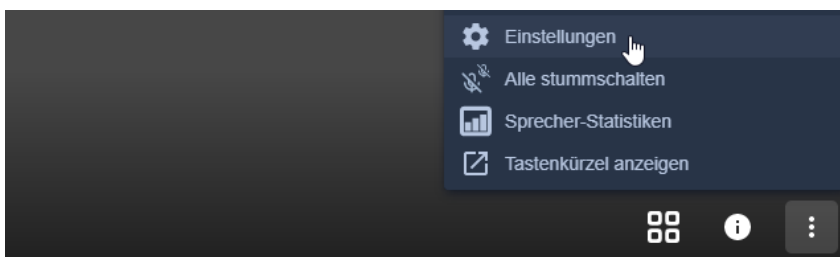 Einstellungen
Alle stummschalten
Sprecher-Statistiken
Tastenkürzel anzeigen